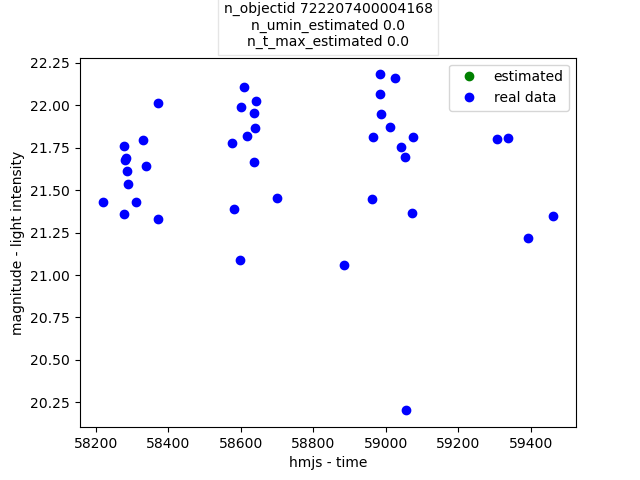 n_objectid 722207400004168
n_umin_estimated 0.0
n_t_max_estimated 0.0
estimated
real data
magnitude - light intensity
22.25
22.00
21.75
21.50
21.25
21.00
20.75
20.50
20.25
58200 58400 58600 58800 59000 59200 59400
hmjs - time